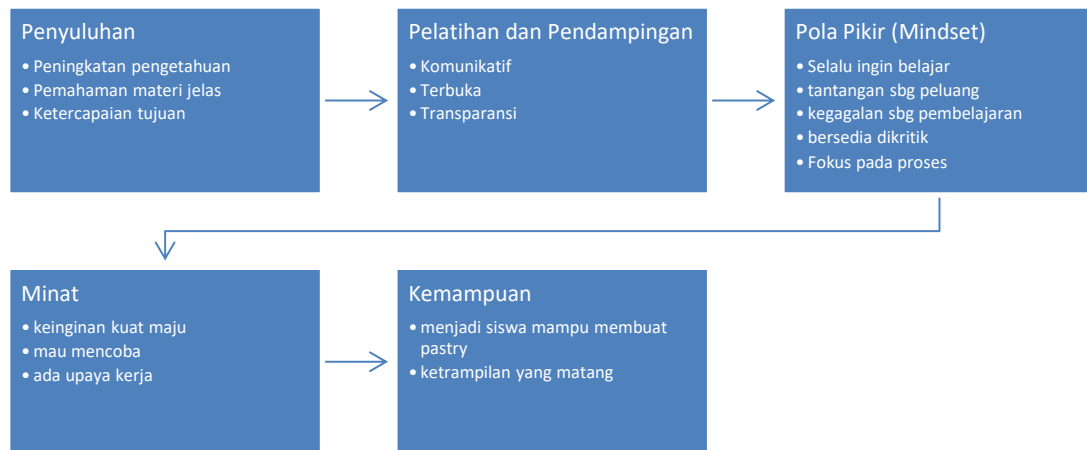 Penyuluhan
• Peningkatan pengetahuan
• Pemahaman materi jelas
• Ketercapaian tujuan
Pelatihan dan Pendampingan
• Komunikatif
• Terbuka
• Transparansi
Pola Pikir (Mindset)
• Selalu ingin belajar
• tantangan sbg peluang
• kegagalan sbg pembelajaran
• bersedia dikritik
• Fokus pada proses
Minat
• keinginan kuat maju
• mau mencoba
• ada upaya kerja
Kemampuan
• menjadi siswa mampu membuat
pastry
• ketrampilan yang matang